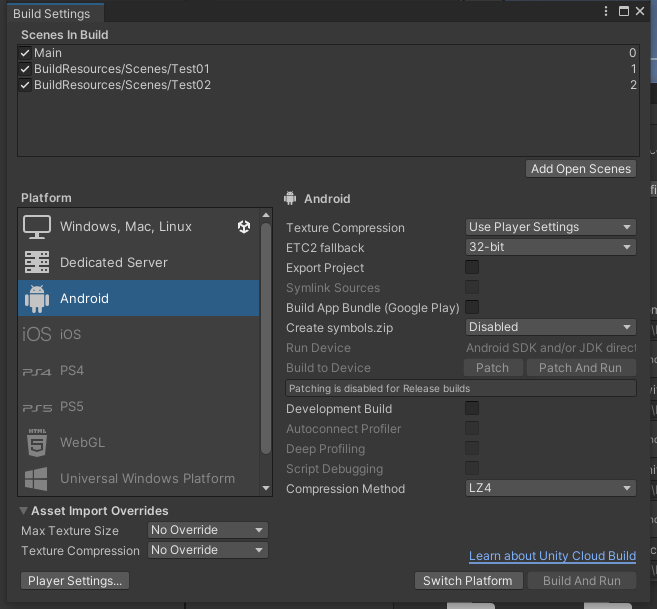 Build Settings
Scenes In Build
Main 0
BuildResources/Scenes/Test01 1
BuildResources/Scenes/Test02 2
Add Open Scenes
Platform
Windows, Mac, Linux
Dedicated Server
Android
iOS iOS
PS4 PS4
PS5 PS5
HTML 5 WebGL
Universal Windows Platform
Android
Texture Compression Use Player Settings
ETC2 fallback 32-bit
Export Project
Symlink Sources
Build App Bundle (Google Play)
Create symbols.zip Disabled
Run Device Android SDK and/or JDK direct
Build to Device Patch Patch And Run
Patching is disabled for Release builds
Development Build
Autoconnect Profiler
Deep Profiling
Script Debugging
Compression Method LZ4
Asset Import Overrides
Max Texture Size No Override
Texture Compression No Override
Learn about Unity Cloud Build
Player Settings... Switch Platform Build And Run